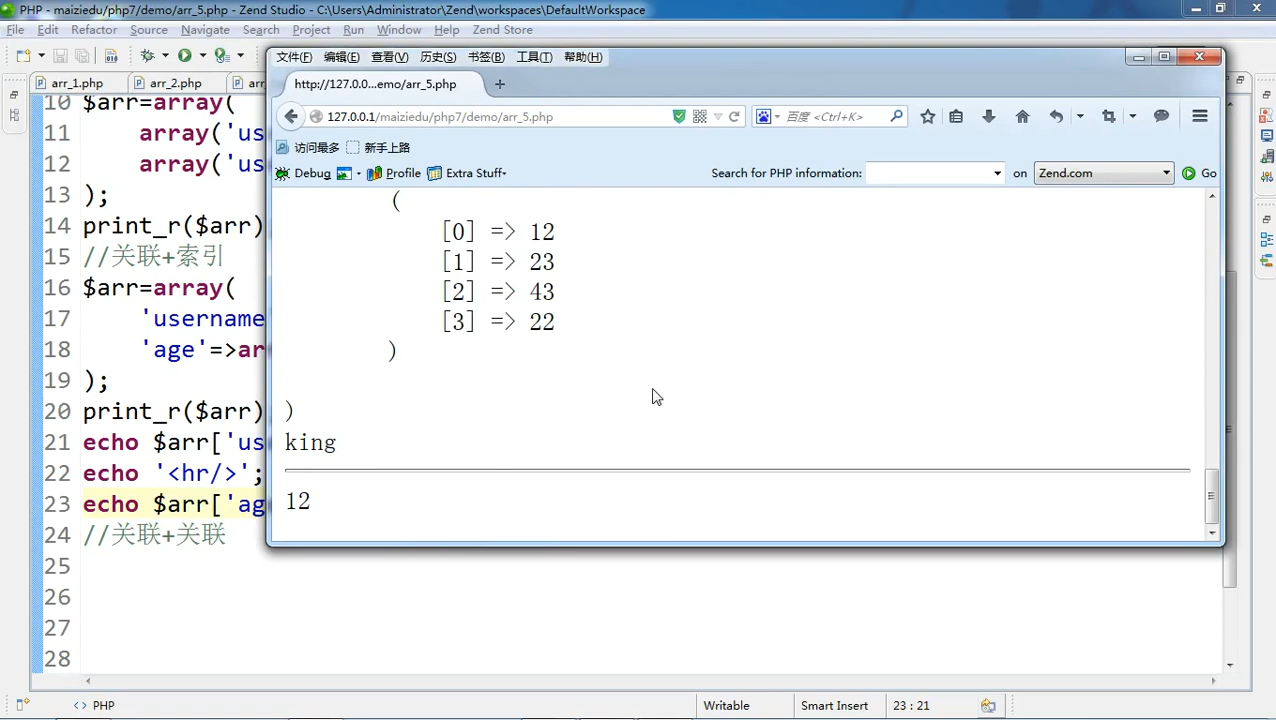 PHP - maiziedu/php7/demo/arr_5.php - Zend Studio - C:\Users\Administrator\Zend\workspaces\DefaultWorkspace
File Edit Refactor Source Navigate Search Project Run Window Help Zend Store
arr_1.php arr_2.php arr
10 $arr=array(
11 array('us
12 array('us
13 );
14 print_r($arr)
15 //关联+索引
16 $arr=array(
17 'username
18 'age'=>ar
19 );
20 print_r($arr)
21 echo $arr['us
22 echo '<hr/>';
23 echo $arr['ag
24 //关联+关联
25
26
27
28
文件(F) 编辑(E) 查看(V) 历史(S) 书签(B) 工具(T) 帮助(H)
http://127.0.0...emo/arr_5.php
127.0.0.1/maiziedu/php7/demo/arr_5.php 百度 <Ctrl+K>
访问最多 新手上路
Debug Profile Extra Stuff Search for PHP information: on Zend.com Go
(
[0] => 12
[1] => 23
[2] => 43
[3] => 22
)
)
king
12
<> PHP Writable Smart Insert 23 : 21